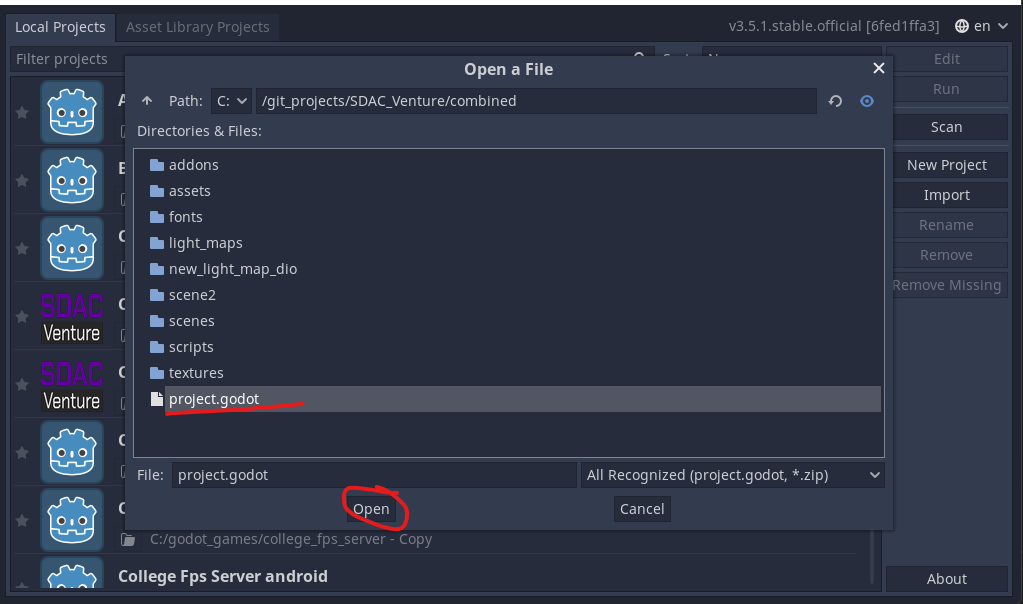 Local Projects Asset Library Projects v3.5.1.stable.official [6fed1ffa3] en
Filter projects
Edit
Run
Scan
New Project
Import
Rename
Remove
Remove Missing
About
Open a File
Path: C: /git_projects/SDAC_Venture/combined
Directories & Files:
addons
assets
fonts
light_maps
new_light_map_dio
scene2
scenes
scripts
textures
project.godot
File: project.godot All Recognized (project.godot, *.zip)
Open Cancel
SDAC
Venture
SDAC
Venture
C:/godot_games/college_fps_server - Copy
College Fps Server android